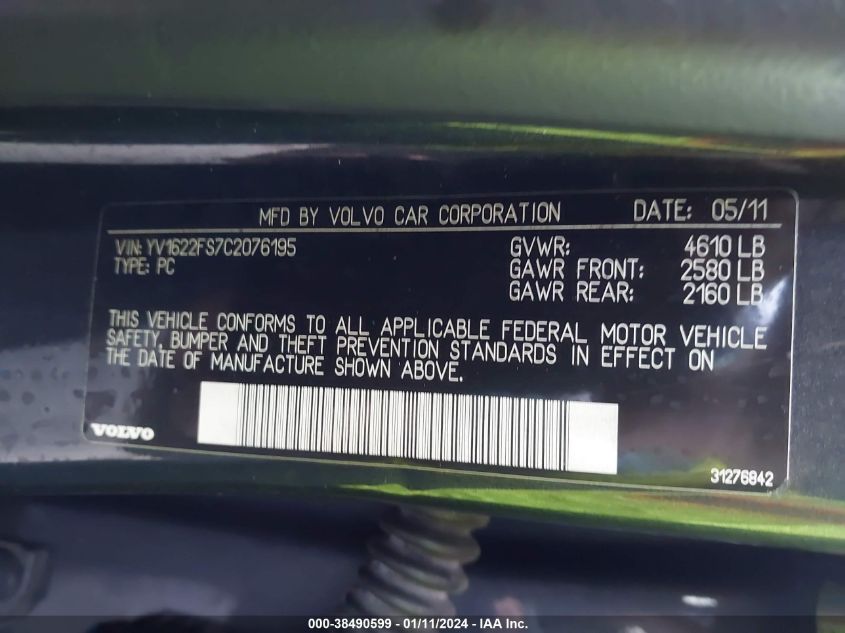 MFD BY VOLVO CAR CORPORATION DATE: 05/11
VIN: YV1622FS7C2076195 GVWR: 4610 LB
TYPE: PC GAWR FRONT: 2580 LB
GAWR REAR: 2160 LB
THIS VEHICLE CONFORMS TO ALL APPLICABLE FEDERAL MOTOR VEHICLE
SAFETY, BUMPER AND THEFT PREVENTION STANDARDS IN EFFECT ON
THE DATE OF MANUFACTURE SHOWN ABOVE.
VOLVO
31276842
000-38490599 - 01/11/2024 - IAA Inc.